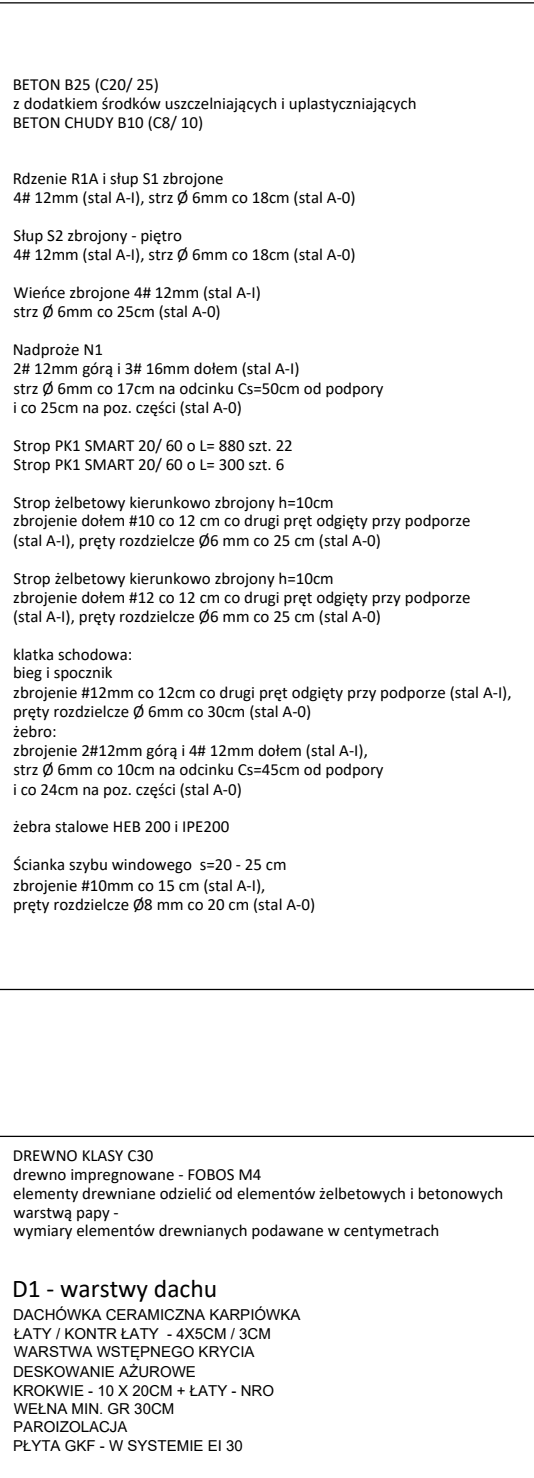 BETON B25 (C20/ 25)
z dodatkiem środków uszczelniających i uplastyczniających
BETON CHUDY B10 (C8/ 10)
Rdzenie R1A i słup S1 zbrojone
4# 12mm (stal A-I), strz Ø 6mm co 18cm (stal A-0)
Słup S2 zbrojony - piętro
4# 12mm (stal A-I), strz Ø 6mm co 18cm (stal A-0)
Wieńce zbrojone 4# 12mm (stal A-I)
strz Ø 6mm co 25cm (stal A-0)
Nadproże N1
2# 12mm górą i 3# 16mm dołem (stal A-I)
strz Ø 6mm co 17cm na odcinku Cs=50cm od podpory
i co 25cm na poz. części (stal A-0)
Strop PK1 SMART 20/ 60 o L= 880 szt. 22
Strop PK1 SMART 20/ 60 o L= 300 szt. 6
Strop żelbetowy kierunkowo zbrojony h=10cm
zbrojenie dołem #10 co 12 cm co drugi pręt odgięty przy podporze
(stal A-I), pręty rozdzielcze Ø6 mm co 25 cm (stal A-0)
Strop żelbetowy kierunkowo zbrojony h=10cm
zbrojenie dołem #12 co 12 cm co drugi pręt odgięty przy podporze
(stal A-I), pręty rozdzielcze Ø6 mm co 25 cm (stal A-0)
klatka schodowa:
bieg i spocznik
zbrojenie #12mm co 12cm co drugi pręt odgięty przy podporze (stal A-I),
pręty rozdzielcze Ø 6mm co 30cm (stal A-0)
żebro:
zbrojenie 2#12mm górą i 4# 12mm dołem (stal A-I),
strz Ø 6mm co 10cm na odcinku Cs=45cm od podpory
i co 24cm na poz. części (stal A-0)
żebra stalowe HEB 200 i IPE200
Ścianka szybu windowego s=20 - 25 cm
zbrojenie #10mm co 15 cm (stal A-I),
pręty rozdzielcze Ø8 mm co 20 cm (stal A-0)
DREWNO KLASY C30
drewno impregnowane - FOBOS M4
elementy drewniane odzielić od elementów żelbetowych i betonowych
warstwą papy -
wymiary elementów drewnianych podawane w centymetrach
D1 - warstwy dachu
DACHÓWKA CERAMICZNA KARPIÓWKA
ŁATY / KONTR ŁATY - 4X5CM / 3CM
WARSTWA WSTĘPNEGO KRYCIA
DESKOWANIE AŻUROWE
KROKWIE - 10 X 20CM + ŁATY - NRO
WEŁNA MIN. GR 30CM
PAROIZOLACJA
PŁYTA GKF - W SYSTEMIE EI 30